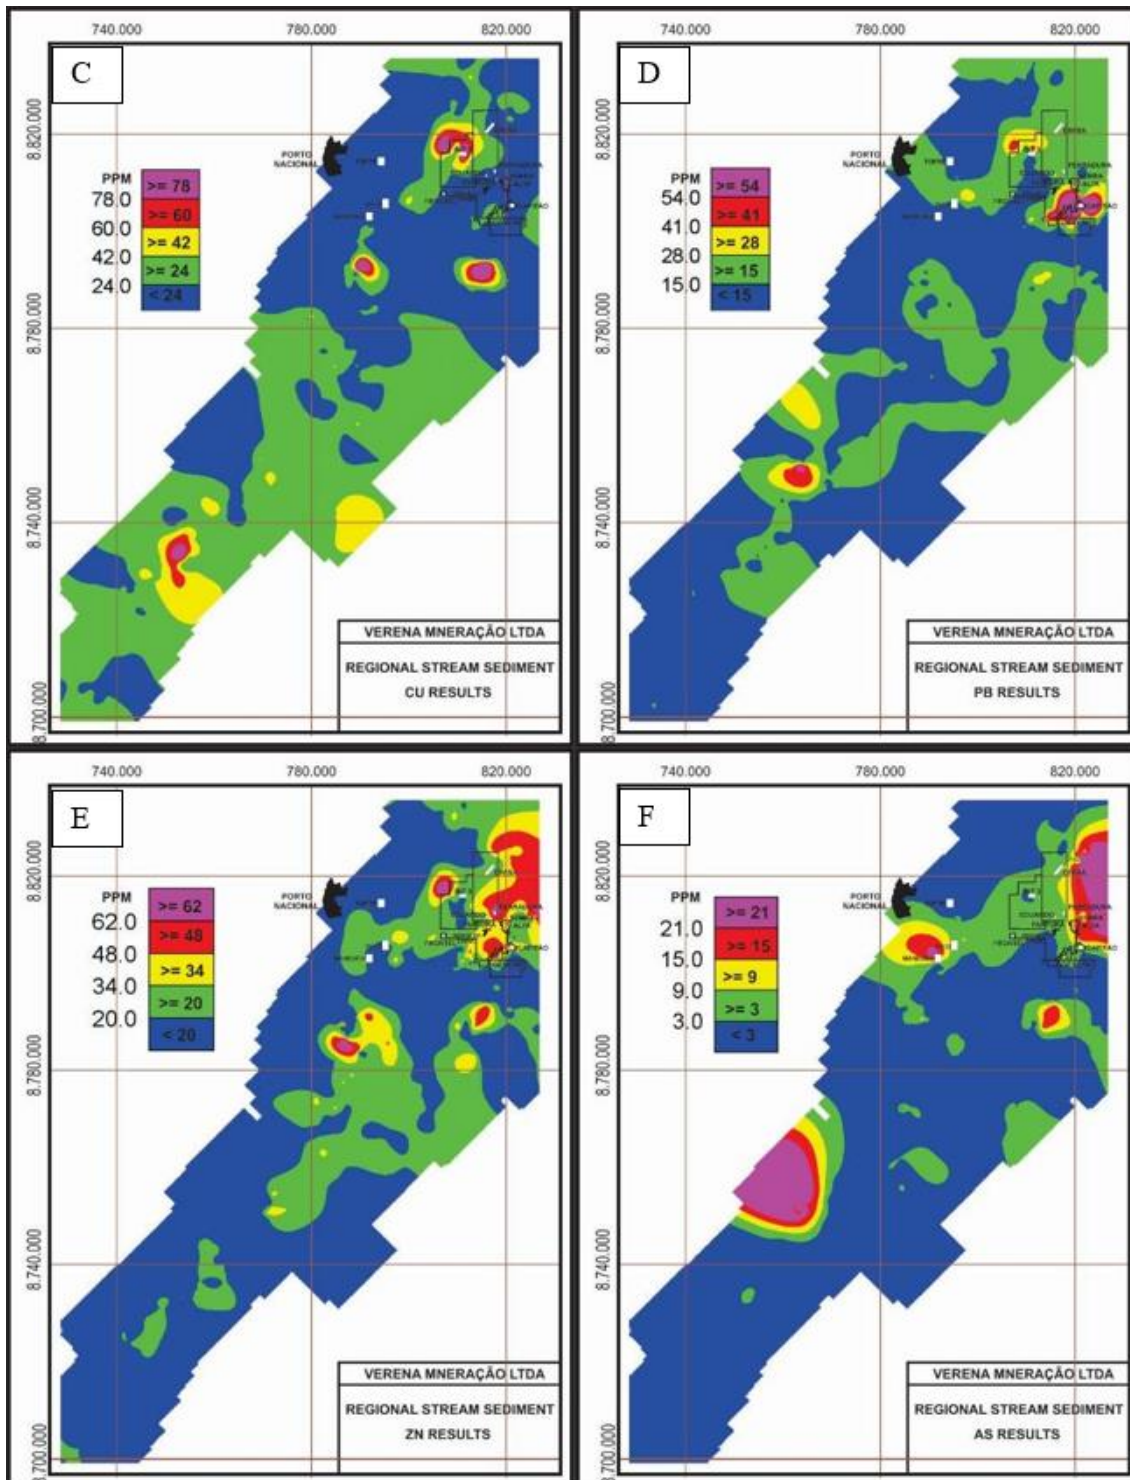 740.000 780.000 820.000
C
8.820.000
PORTO
NACIONAL
PPM
78.0
60.0
42.0
24.0
>= 78
>= 60
>= 42
>= 24
< 24
8.780.000
8.740.000
8.700.000
VERENA MNERAÇÃO LTDA
REGIONAL STREAM SEDIMENT
CU RESULTS
740.000 780.000 820.000
D
8.820.000
PORTO
NACIONAL
PPM
54.0
41.0
28.0
15.0
>= 54
>= 41
>= 28
>= 15
< 15
8.780.000
8.740.000
8.700.000
VERENA MNERAÇÃO LTDA
REGIONAL STREAM SEDIMENT
PB RESULTS
740.000 780.000 820.000
E
8.820.000
PORTO
NACIONAL
PPM
62.0
48.0
34.0
20.0
>= 62
>= 48
>= 34
>= 20
< 20
8.780.000
8.740.000
8.700.000
VERENA MNERAÇÃO LTDA
REGIONAL STREAM SEDIMENT
ZN RESULTS
740.000 780.000 820.000
F
8.820.000
PORTO
NACIONAL
PPM
21.0
15.0
9.0
3.0
>= 21
>= 15
>= 9
>= 3
< 3
8.780.000
8.740.000
8.700.000
VERENA MNERAÇÃO LTDA
REGIONAL STREAM SEDIMENT
AS RESULTS